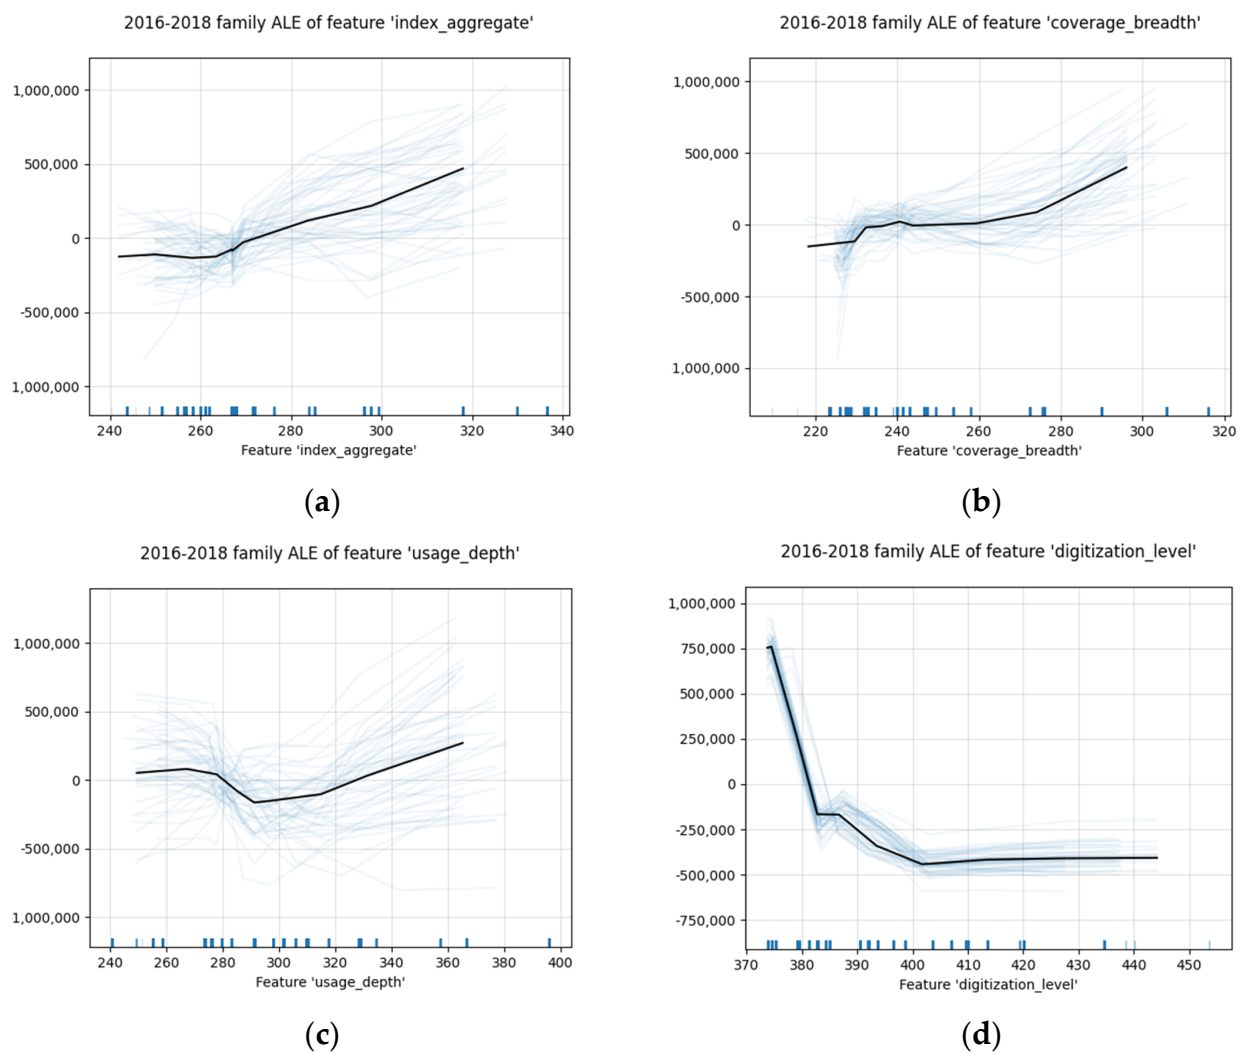 2016-2018 family ALE of feature 'index_aggregate'
1,000,000
500,000
0
-500,000
1,000,000
240 260 280 300 320 340
Feature 'index_aggregate'
(a)
2016-2018 family ALE of feature 'coverage_breadth'
1,000,000
500,000
0
-500,000
1,000,000
220 240 260 280 300 320
Feature 'coverage_breadth'
(b)
2016-2018 family ALE of feature 'usage_depth'
1,000,000
500,000
0
-500,000
1,000,000
240 260 280 300 320 340 360 380 400
Feature 'usage_depth'
(c)
2016-2018 family ALE of feature 'digitization_level'
1,000,000
750,000
500,000
250,000
0
-250,000
-500,000
-750,000
370 380 390 400 410 420 430 440 450
Feature 'digitization_level'
(d)